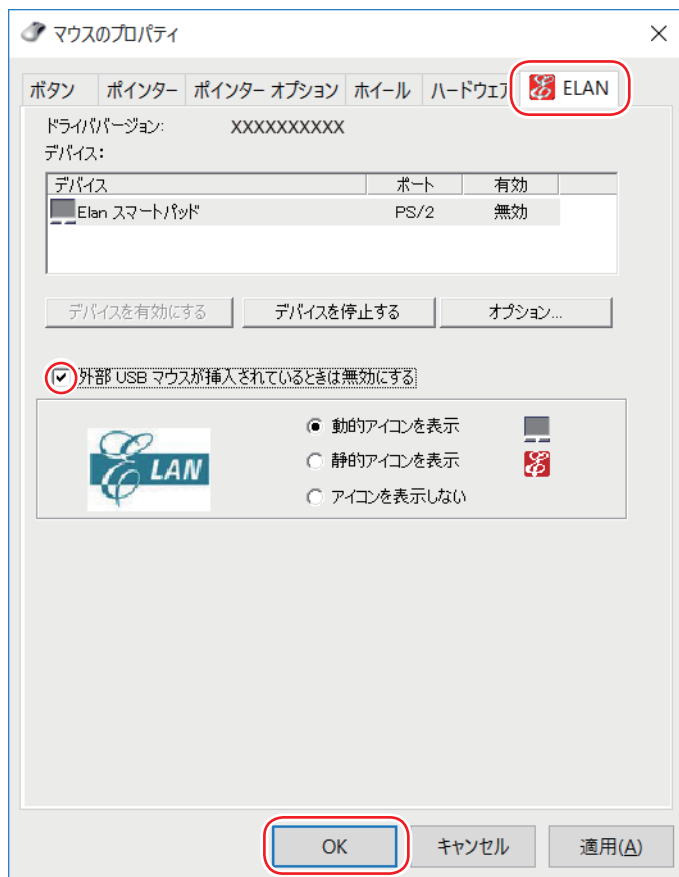 マウスのプロパティ
ボタン ポインター ポインター オプション ホイール ハードウェア ELAN
ドライババージョン: XXXXXXXXXX
デバイス:
デバイス ポート 有効
Elan スマートパッド PS/2 無効
デバイスを有効にする デバイスを停止する オプション...
外部 USB マウスが挿入されているときは無効にする
動的アイコンを表示
ELAN 静的アイコンを表示
アイコンを表示しない
OK キャンセル 適用(A)